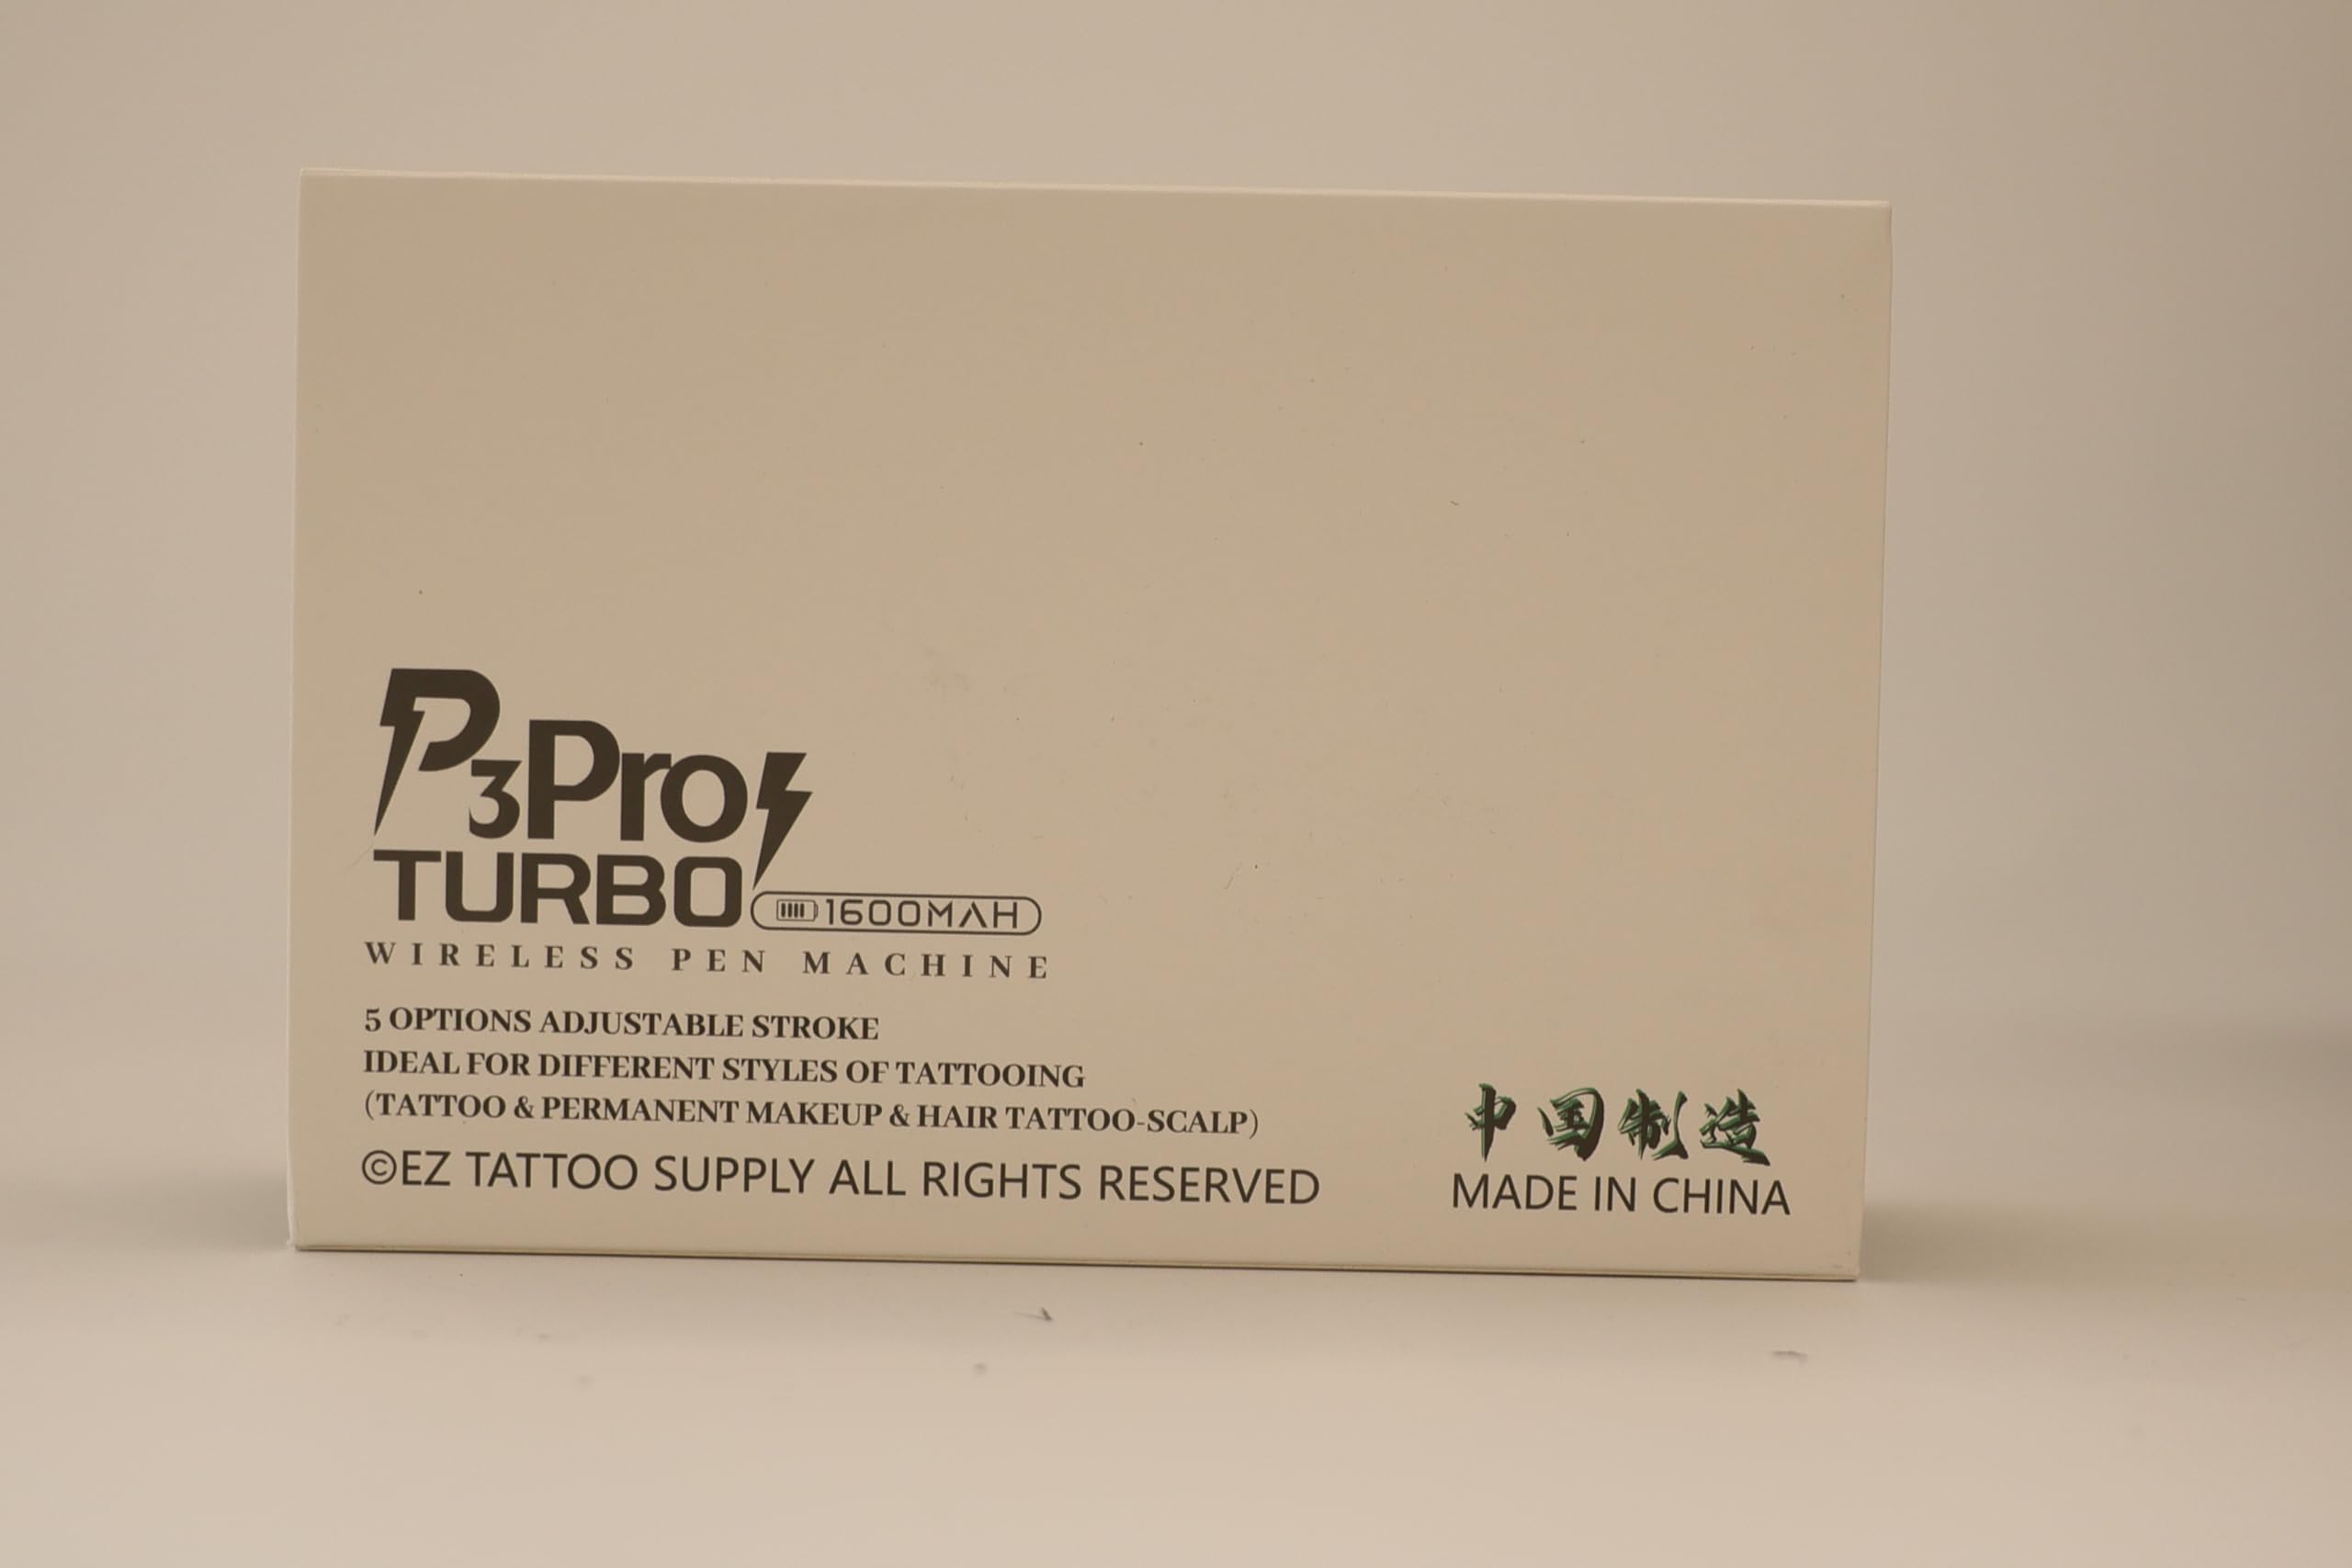 P3Pro
TURBO
1600MAH
WIRELESS PEN MACHINE
5 OPTIONS ADJUSTABLE STROKE
IDEAL FOR DIFFERENT STYLES OF TATTOOING
(TATTOO & PERMANENT MAKEUP & HAIR TATTOO-SCALP)
©EZ TATTOO SUPPLY ALL RIGHTS RESERVED
中国制造
MADE IN CHINA